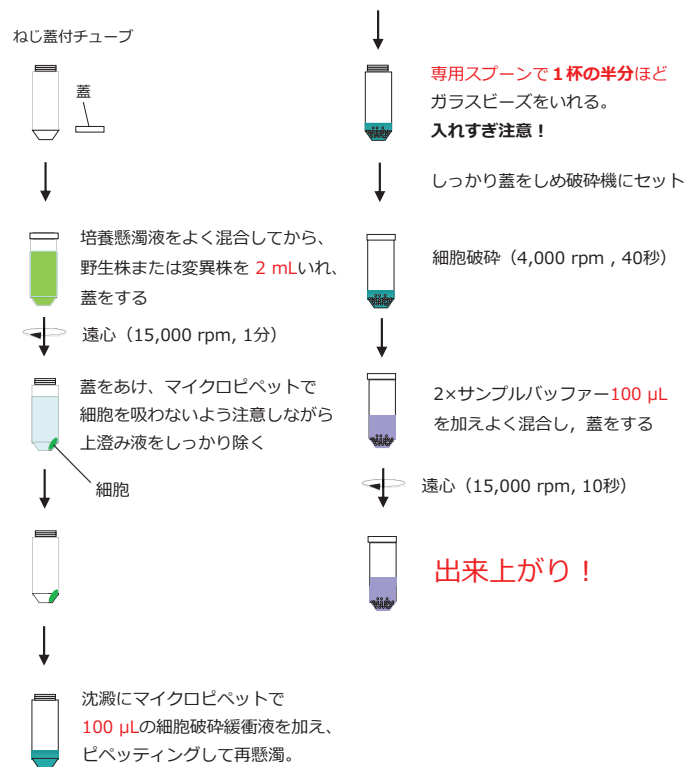 ねじ蓋付チューブ
蓋
培養懸濁液をよく混合してから、
野生株または変異株を 2 mLいれ、
蓋をする
遠心（15,000 rpm, 1分）
蓋をあけ、マイクロピペットで
細胞を吸わないよう注意しながら
上澄み液をしっかり除く
細胞
沈澱にマイクロピペットで
100 µLの細胞破砕緩衝液を加え、
ピペッティングして再懸濁。
専用スプーンで１杯の半分ほど
ガラスビーズをいれる。
入れすぎ注意！
しっかり蓋をしめ破砕機にセット
細胞破砕（4,000 rpm , 40秒）
2×サンプルバッファー100 µL
を加えよく混合し，蓋をする
遠心（15,000 rpm, 10秒）
出来上がり！